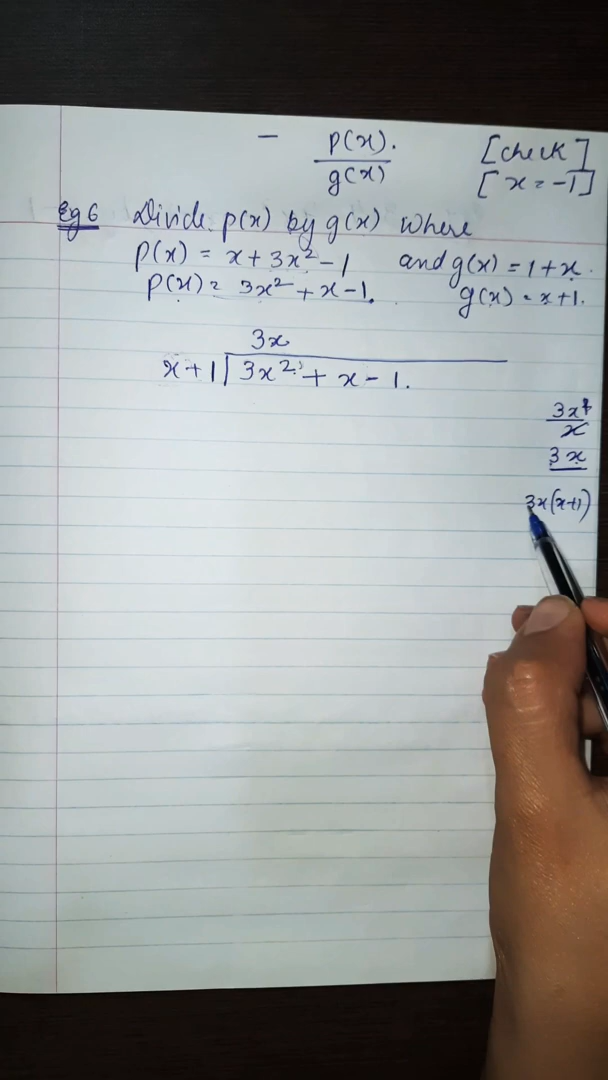 — p(x). [check]
g(x) [x = -1]
Eg 6 Divide p(x) by g(x) where
p(x) = x + 3x² - 1 and g(x) = 1 + x.
p(x) = 3x² + x - 1. g(x) = x + 1.
3x
x + 1 | 3x² + x - 1.
3x²
x
3x
3x(x+1)